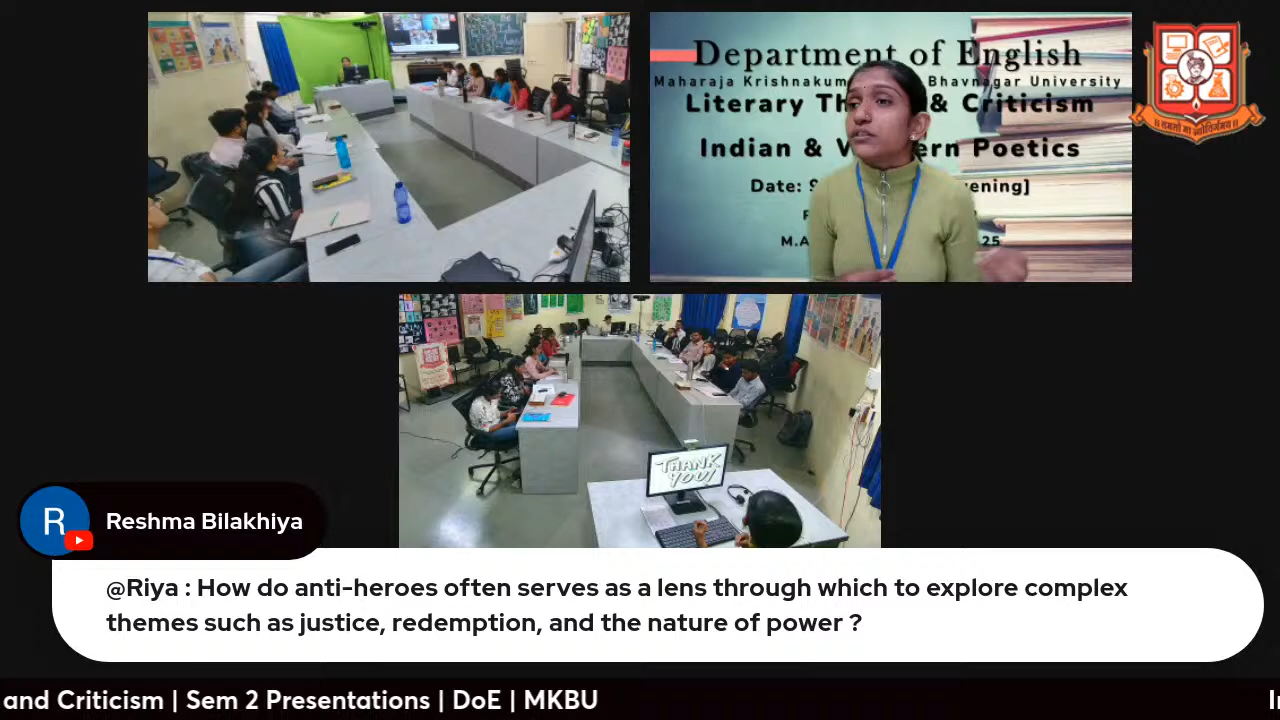 Department of English
Maharaja Krishnakum Bhavnagar University
Literary Th & Criticism
Indian & W ern Poetics
Date: S ening]
M.A 25
॥ तमसो मा ज्योतिर्गमय ॥
THANK
YOU!
R
Reshma Bilakhiya
@Riya : How do anti-heroes often serves as a lens through which to explore complex
themes such as justice, redemption, and the nature of power ?
and Criticism | Sem 2 Presentations | DoE | MKBU